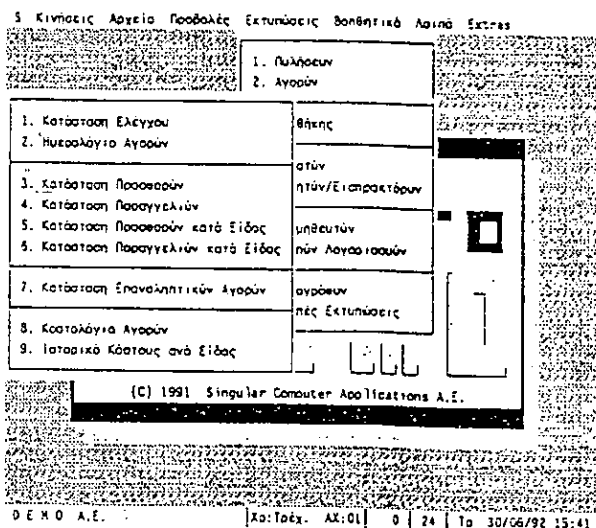 S Κινήσεις Αρχείο Προβολές Εκτυπώσεις Βοηθητικά Λοιπά Extras
1. Πωλήσεων
2. Αγορών
1. Κατάσταση Ελέγχου
2. Ημερολόγιο Αγορών
3. Κατάσταση Προσφορών
4. Κατάσταση Παραγγελιών
5. Κατάσταση Προσφορών κατά Είδος
6. Κατάσταση Παραγγελιών κατά Είδος
7. Κατάσταση Επαναληπτικών Αγορών
8. Κοστολόγιο Αγορών
9. Ιστορικό Κόστους ανά Είδος
θήκης
ατών
ητών/Εισπρακτόρων
μηθευτών
πών Λογαριασμών
αγράφων
πές Εκτυπώσεις
(C) 1991 Singular Computer Applications A.E.
DEMO A.E. Χρ:Τρέχ. ΑΧ:01 0 24 Τρ 30/06/92 15:41